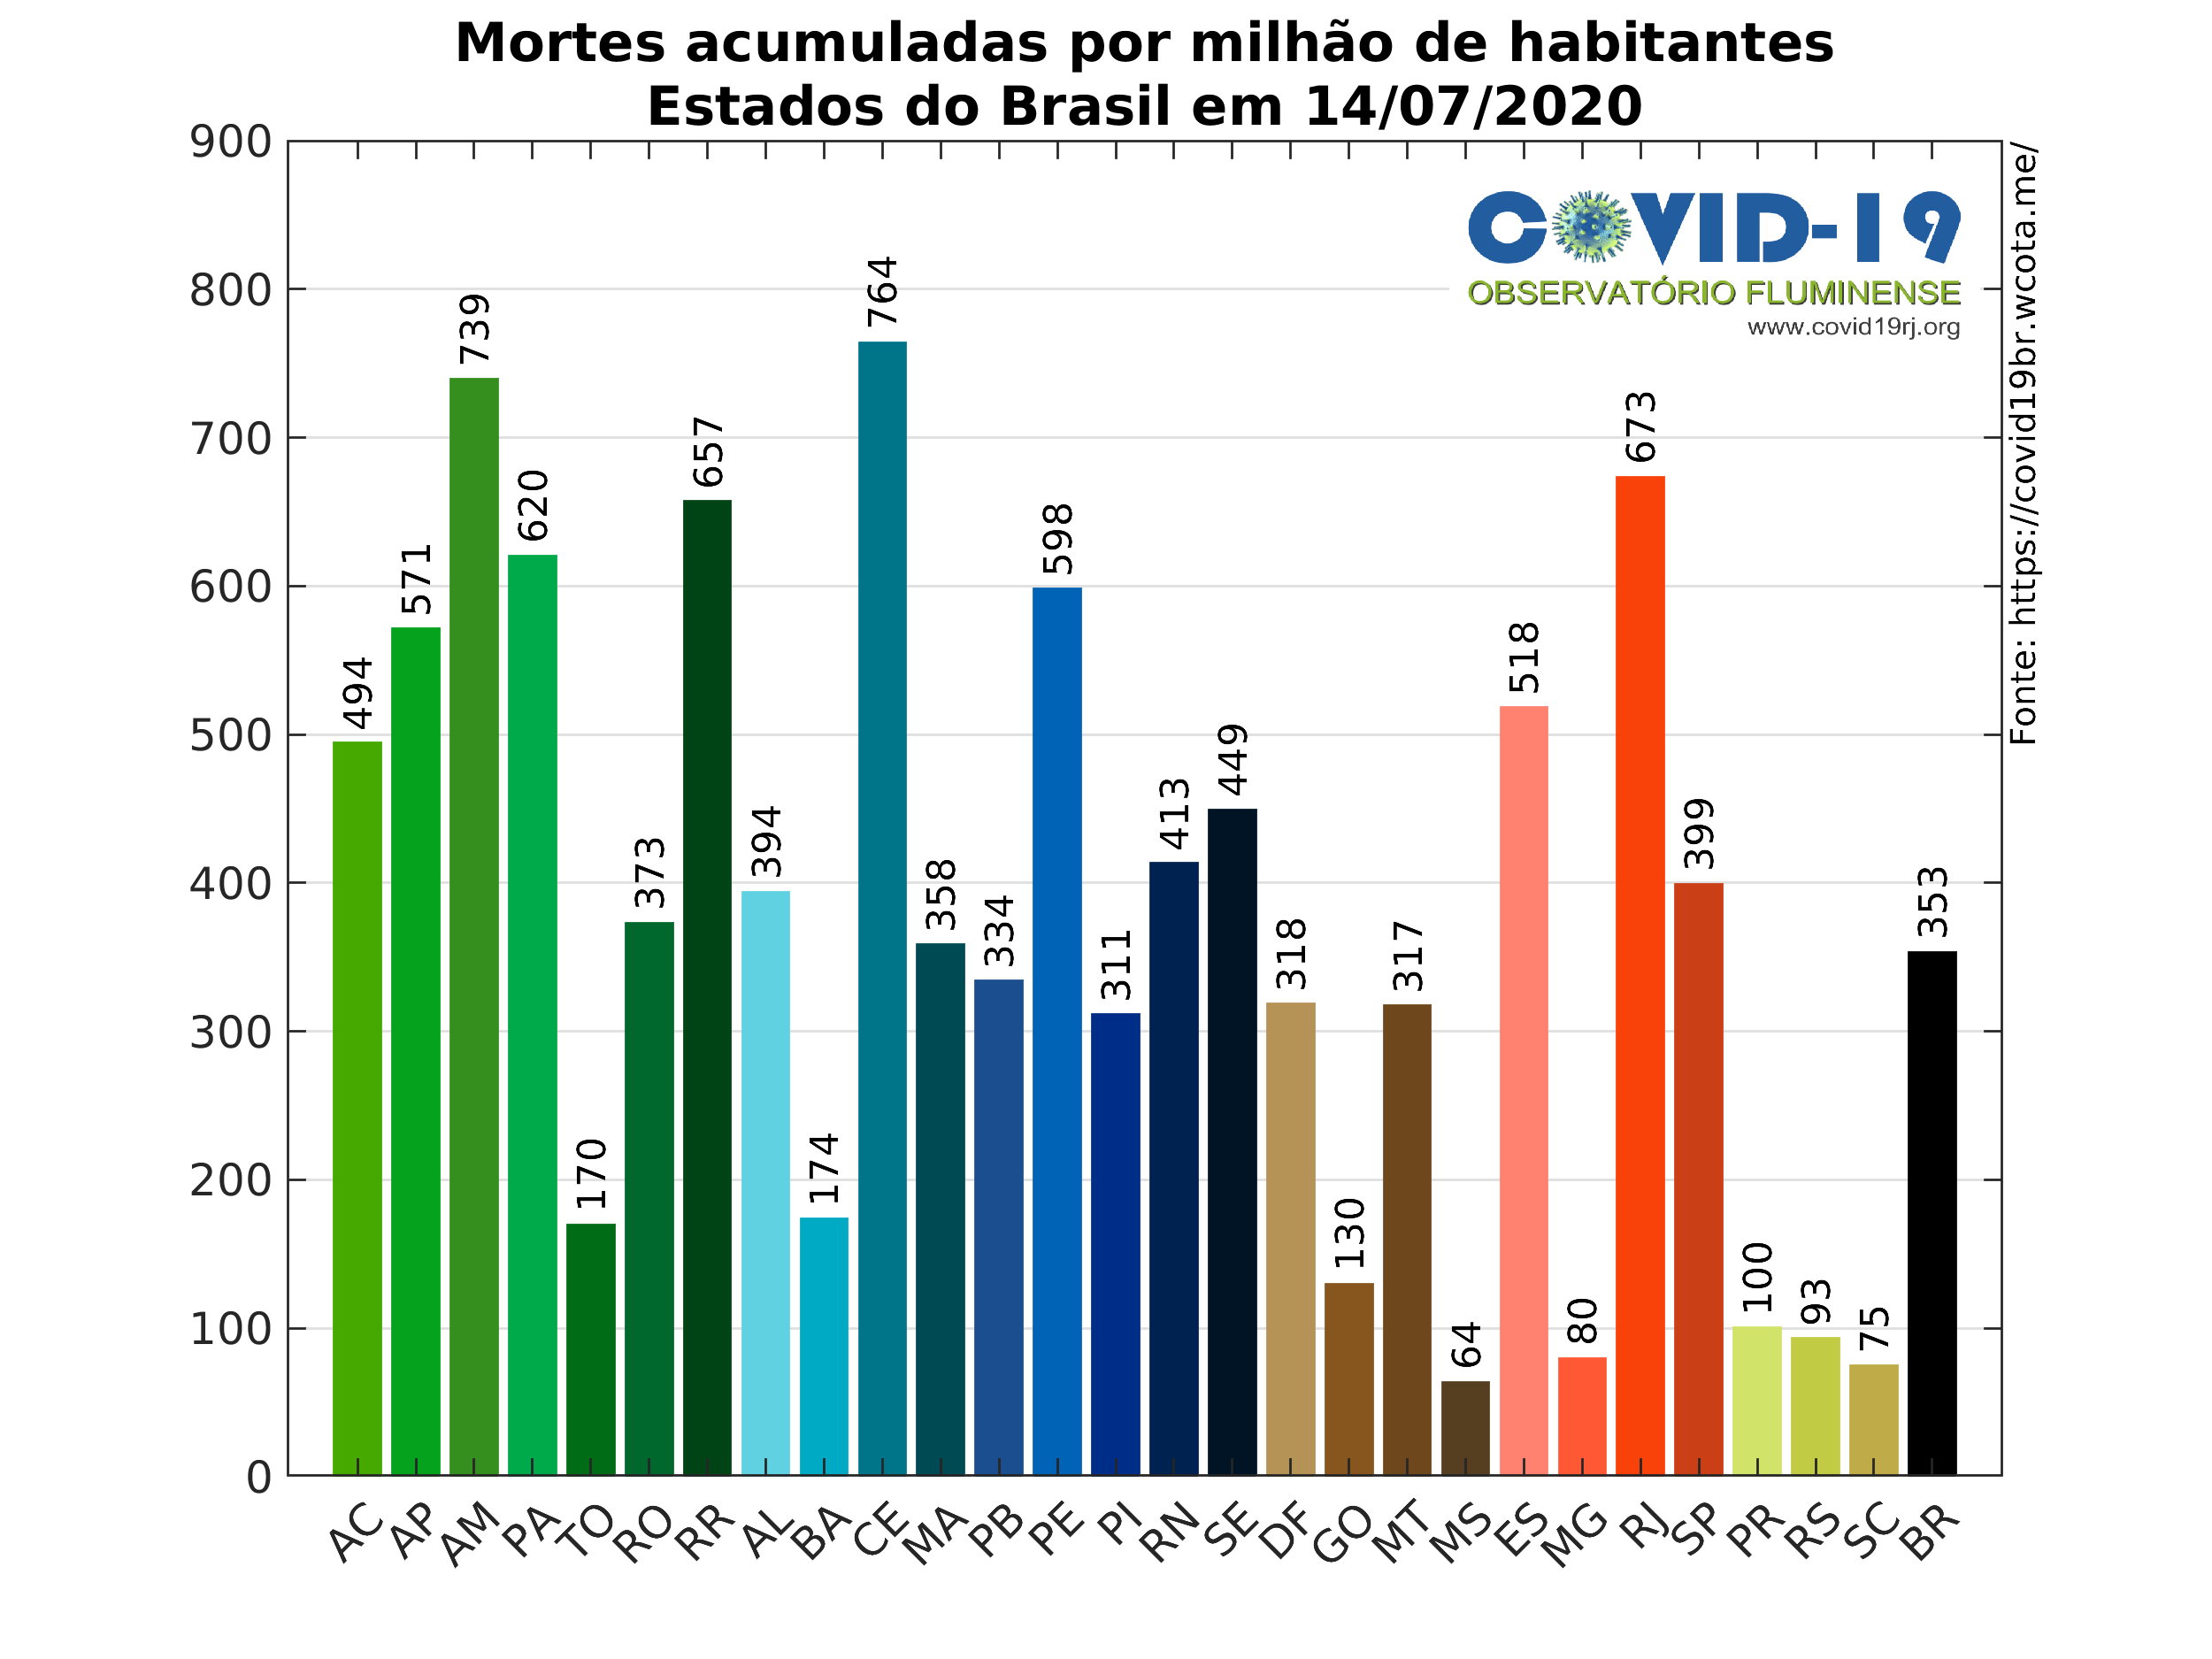 Mortes acumuladas por milhão de habitantes
Estados do Brasil em 14/07/2020
900
800
700
600
500
400
300
200
100
0
494
571
739
620
170
373
657
394
174
764
358
334
598
311
413
449
318
130
317
64
518
80
673
399
100
93
75
353
AC
AP
AM
PA
TO
RO
RR
AL
BA
CE
MA
PB
PE
PI
RN
SE
DF
GO
MT
MS
ES
MG
RJ
SP
PR
RS
SC
BR
COVID-19
OBSERVATÓRIO FLUMINENSE
www.covid19rj.org
Fonte: https://covid19br.wcota.me/